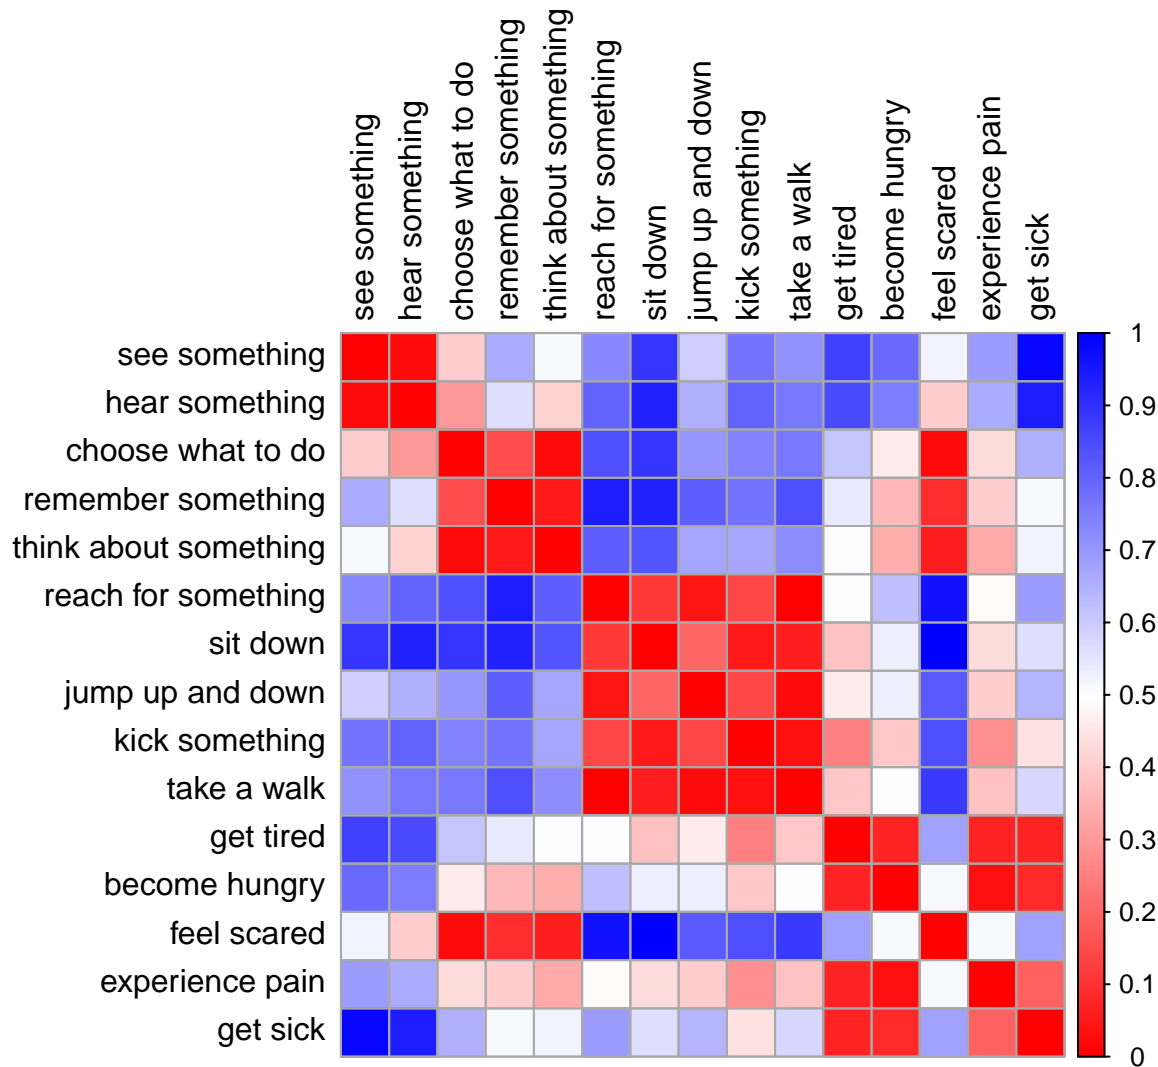 see something
hear something
choose what to do
remember something
think about something
reach for something
sit down
jump up and down
kick something
take a walk
get tired
become hungry
feel scared
experience pain
get sick
see something
hear something
choose what to do
remember something
think about something
reach for something
sit down
jump up and down
kick something
take a walk
get tired
become hungry
feel scared
experience pain
get sick
1
0.9
0.8
0.7
0.6
0.5
0.4
0.3
0.2
0.1
0